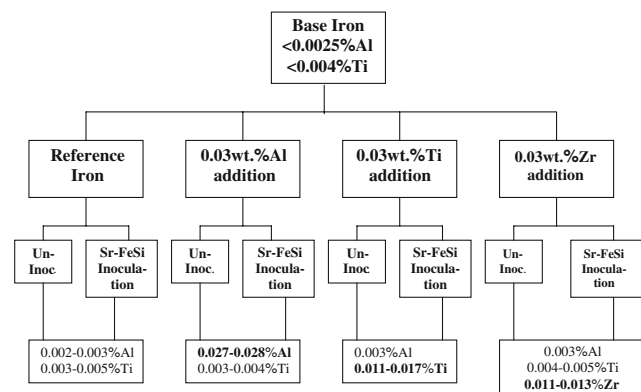 Base Iron
<0.0025%Al
<0.004%Ti
Reference
Iron
0.03wt.%Al
addition
0.03wt.%Ti
addition
0.03wt.%Zr
addition
Un-
Inoc.
Sr-FeSi
Inocula-
tion
Un-
Inoc.
Sr-FeSi
Inocula-
tion
Un-
Inoc.
Sr-FeSi
Inocula-
tion
Un-
Inoc.
Sr-FeSi
Inocula-
tion
0.002-0.003%Al
0.003-0.005%Ti
0.027-0.028%Al
0.003-0.004%Ti
0.003%Al
0.011-0.017%Ti
0.003%Al
0.004-0.005%Ti
0.011-0.013%Zr